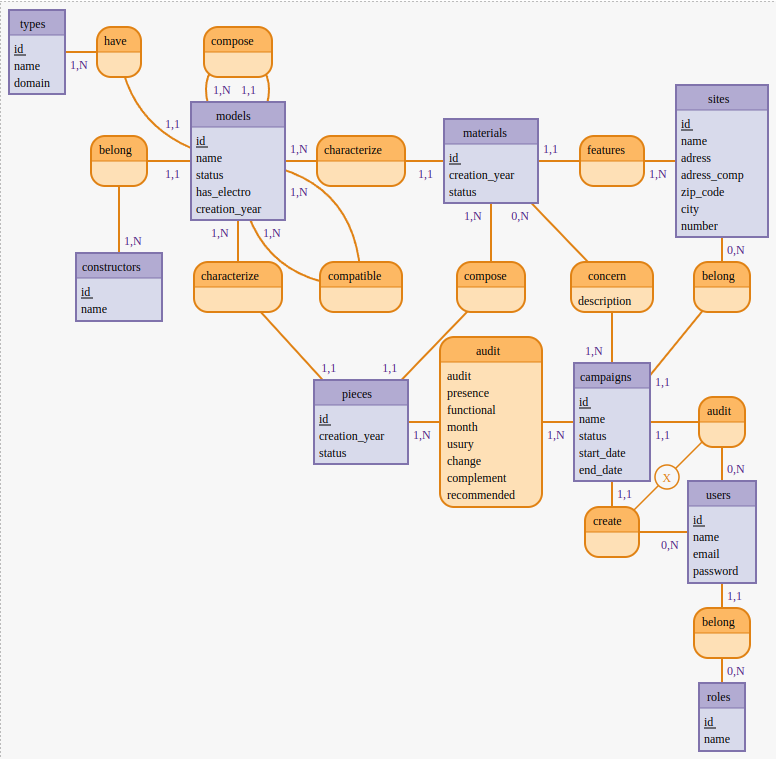 types
id
name
domain
1,N
have
1,1
compose
1,N
1,1
models
id
name
status
has_electro
creation_year
belong
1,1
1,N
constructors
id
name
1,N
characterize
1,1
1,N
compatible
1,N
1,N
characterize
1,1
materials
id
creation_year
status
1,1
features
1,N
sites
id
name
adress
adress_comp
zip_code
city
number
0,N
belong
1,1
1,N
compose
1,1
0,N
concern
description
1,N
pieces
id
creation_year
status
1,N
audit
audit
presence
functional
month
usury
change
complement
recommended
1,N
campaigns
id
name
status
start_date
end_date
1,1
audit
0,N
X
1,1
create
0,N
users
id
name
email
password
1,1
belong
0,N
roles
id
name